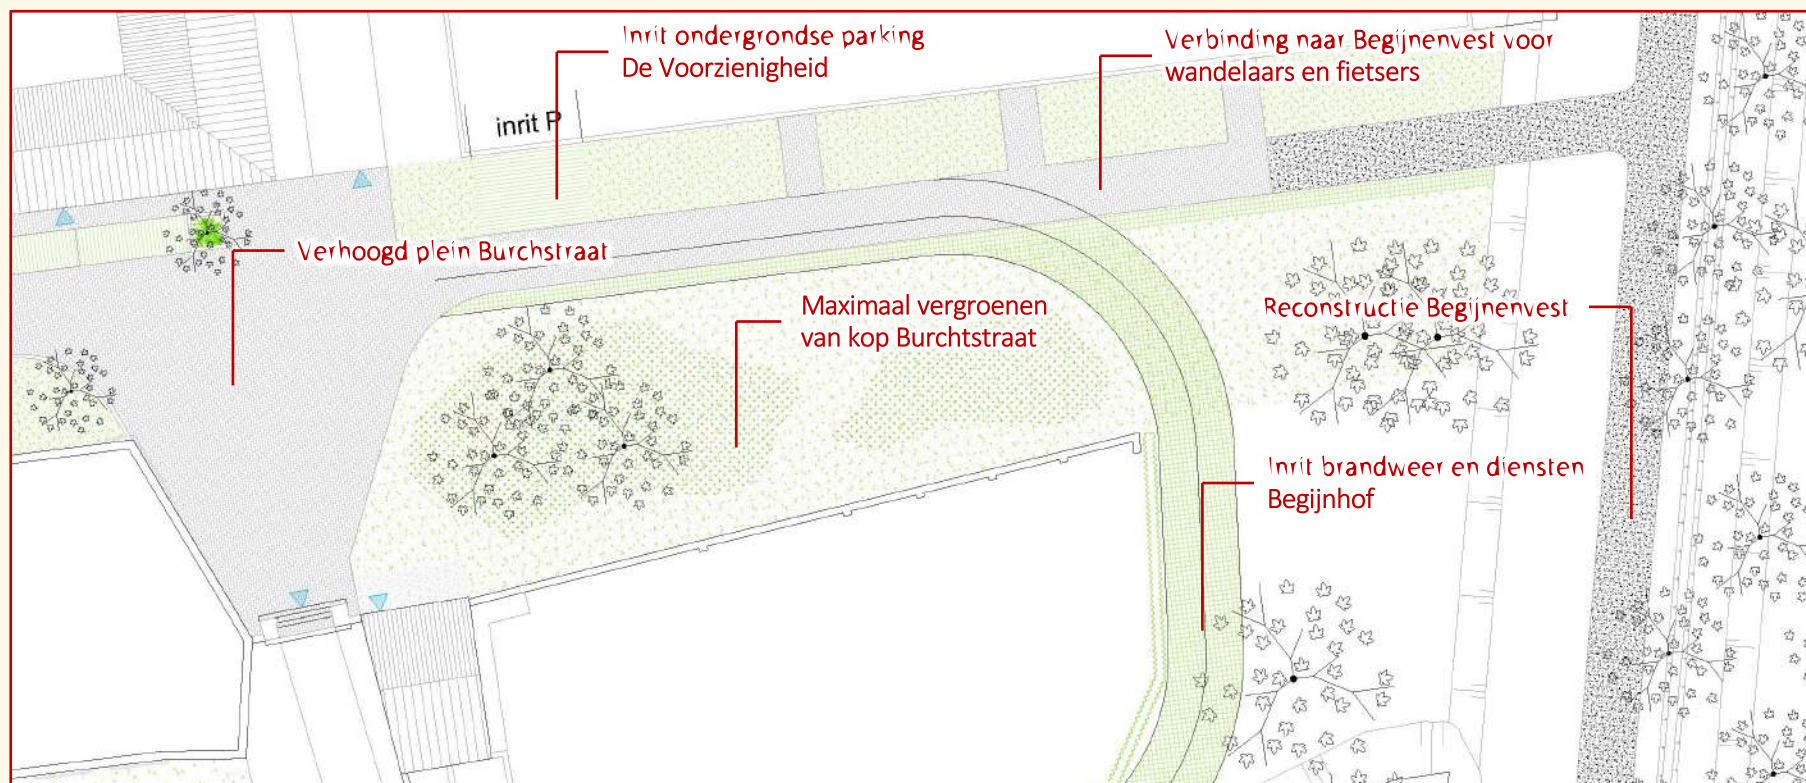 Inrit ondergrondse parking
De Voorzienigheid
Verbinding naar Begijnenvest voor
wandelaars en fietsers
inrit P
Verhoogd plein Burchstraat
Maximaal vergroenen
van kop Burchtstraat
Reconstructie Begijnenvest
Inrit brandweer en diensten
Begijnhof